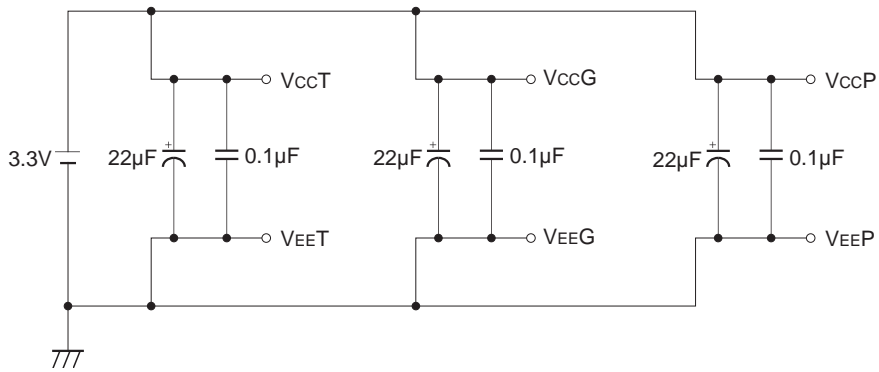 VCCT
VCCG
VCCP
3.3V
+
22µF
0.1µF
+
22µF
0.1µF
+
22µF
0.1µF
VEET
VEEG
VEEP